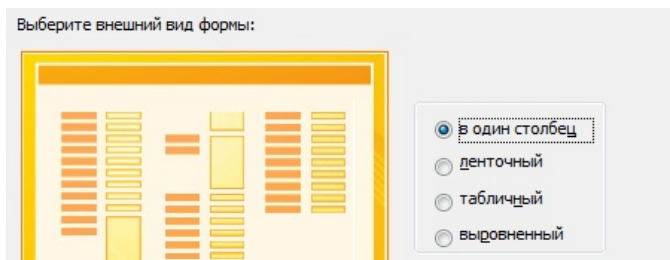 Выберите внешний вид формы:
в один столбец
ленточный
табличный
выровненный